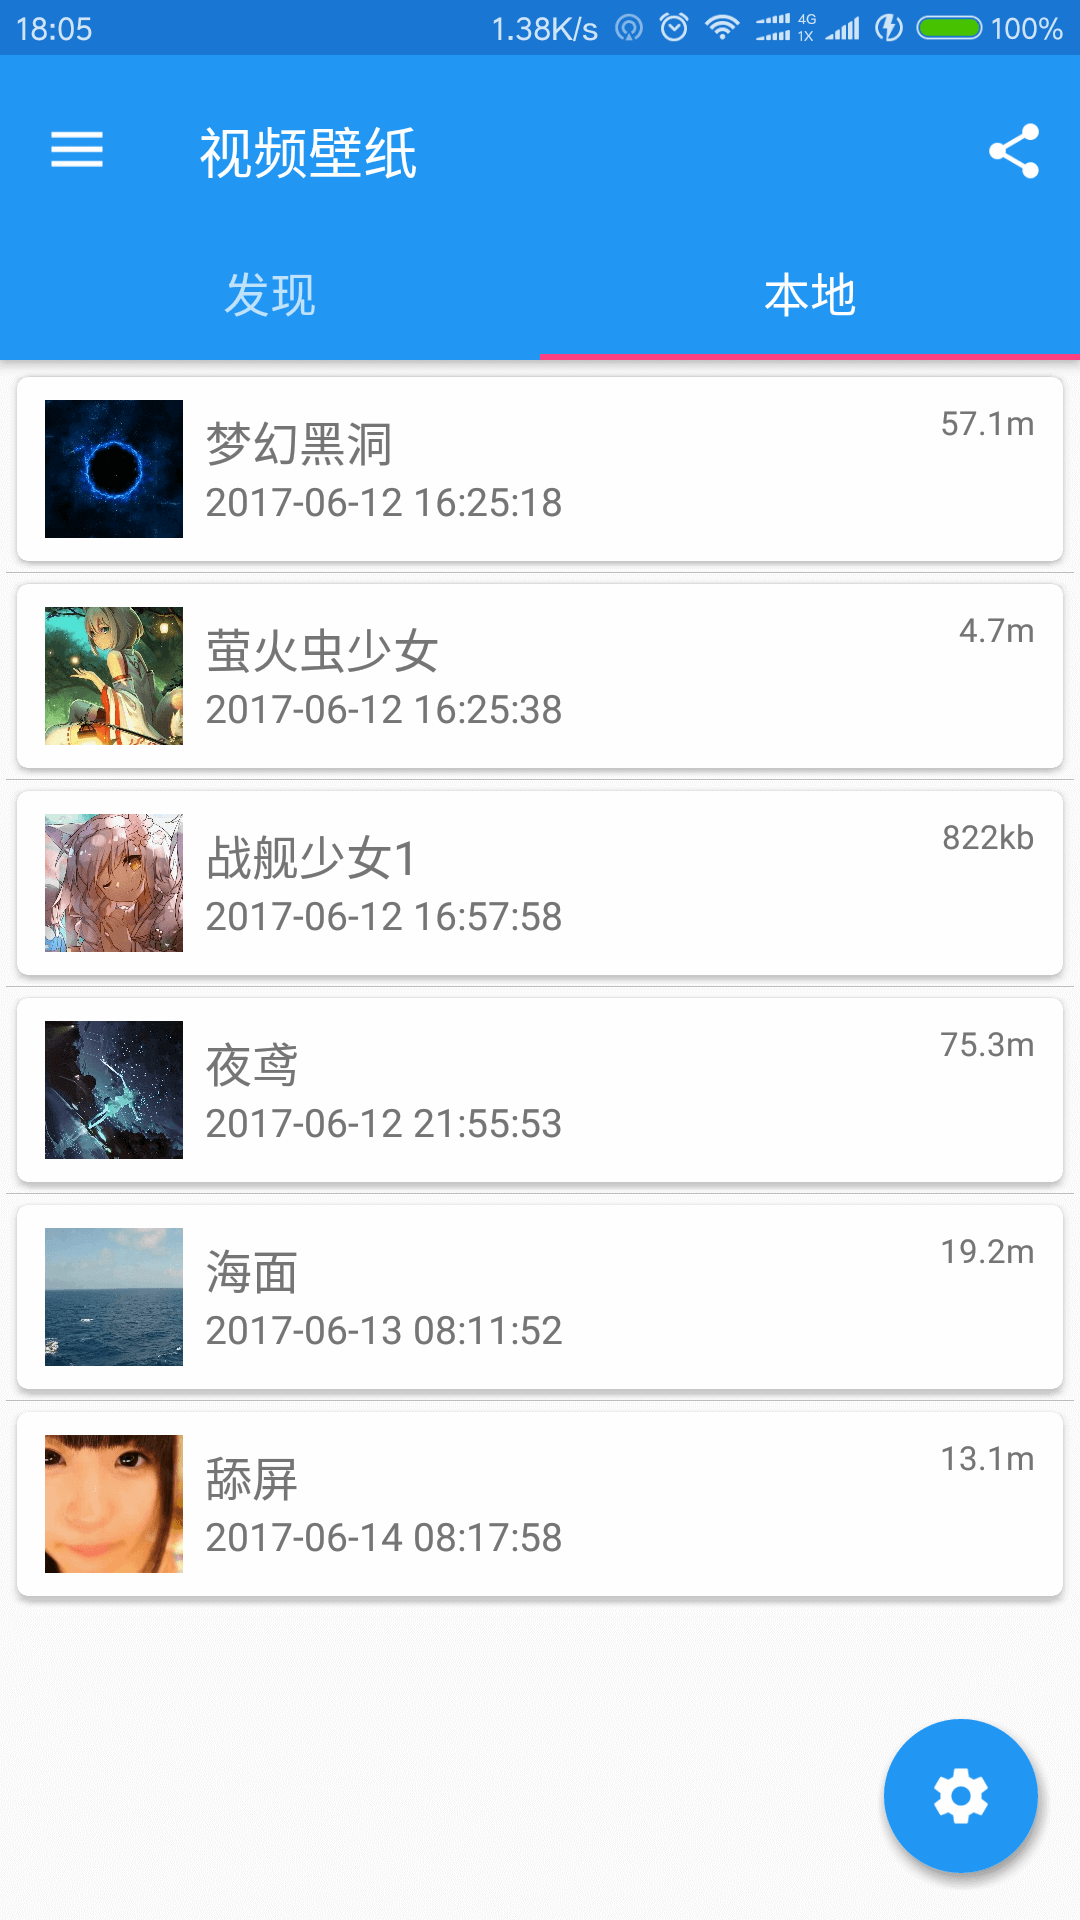 18:05 1.38K/s 4G 1X 100%
视频壁纸
发现 本地
梦幻黑洞 57.1m
2017-06-12 16:25:18
萤火虫少女 4.7m
2017-06-12 16:25:38
战舰少女1 822kb
2017-06-12 16:57:58
夜鸢 75.3m
2017-06-12 21:55:53
海面 19.2m
2017-06-13 08:11:52
舔屏 13.1m
2017-06-14 08:17:58